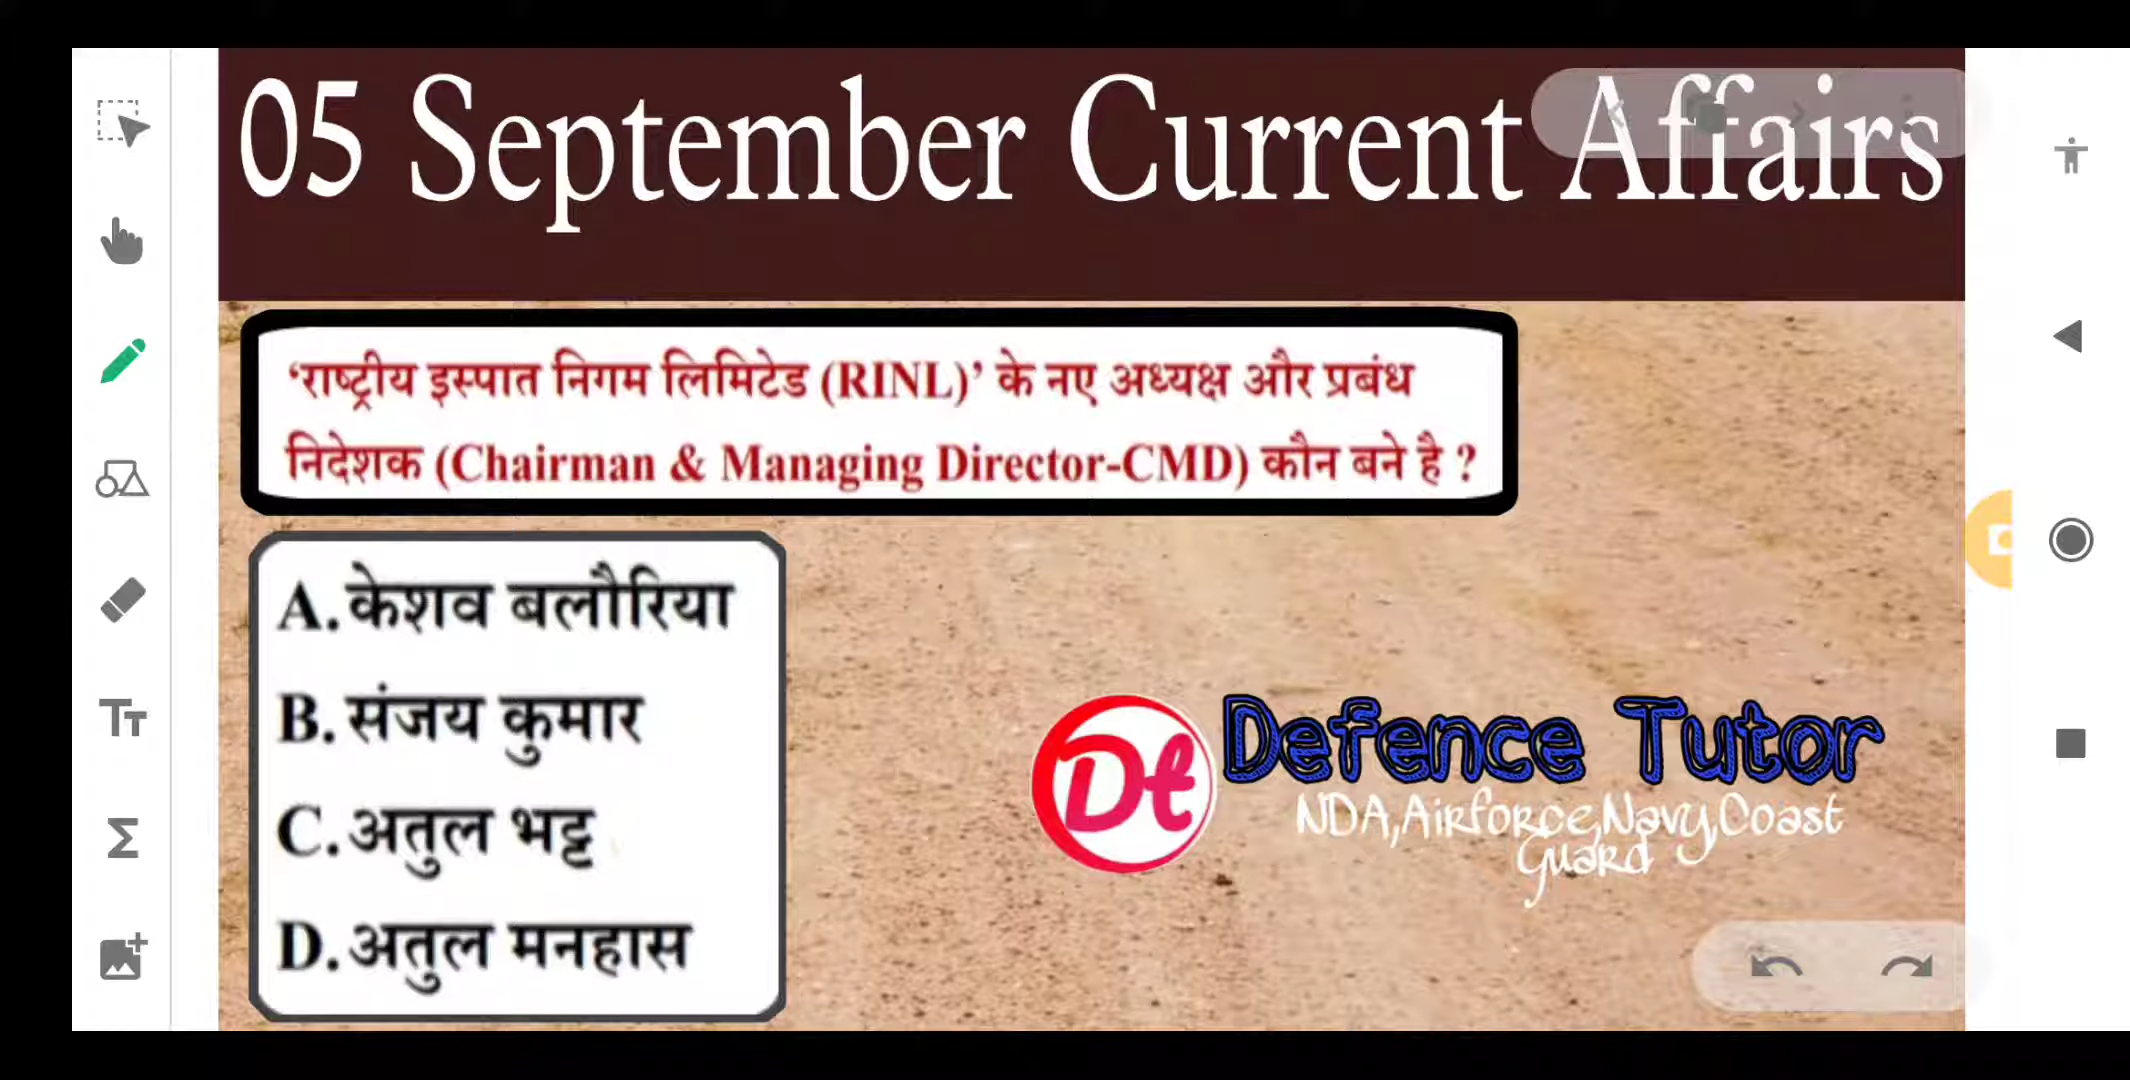 05 September Current Affairs
‘राष्ट्रीय इस्पात निगम लिमिटेड (RINL)’ के नए अध्यक्ष और प्रबंध
निदेशक (Chairman & Managing Director-CMD) कौन बने है ?
A. केशव बलौरिया
B. संजय कुमार
C. अतुल भट्ट
D. अतुल मनहास
Dt
Defence Tutor
NDA,Airforce,Navy,Coast
Guard
Tт
Σ